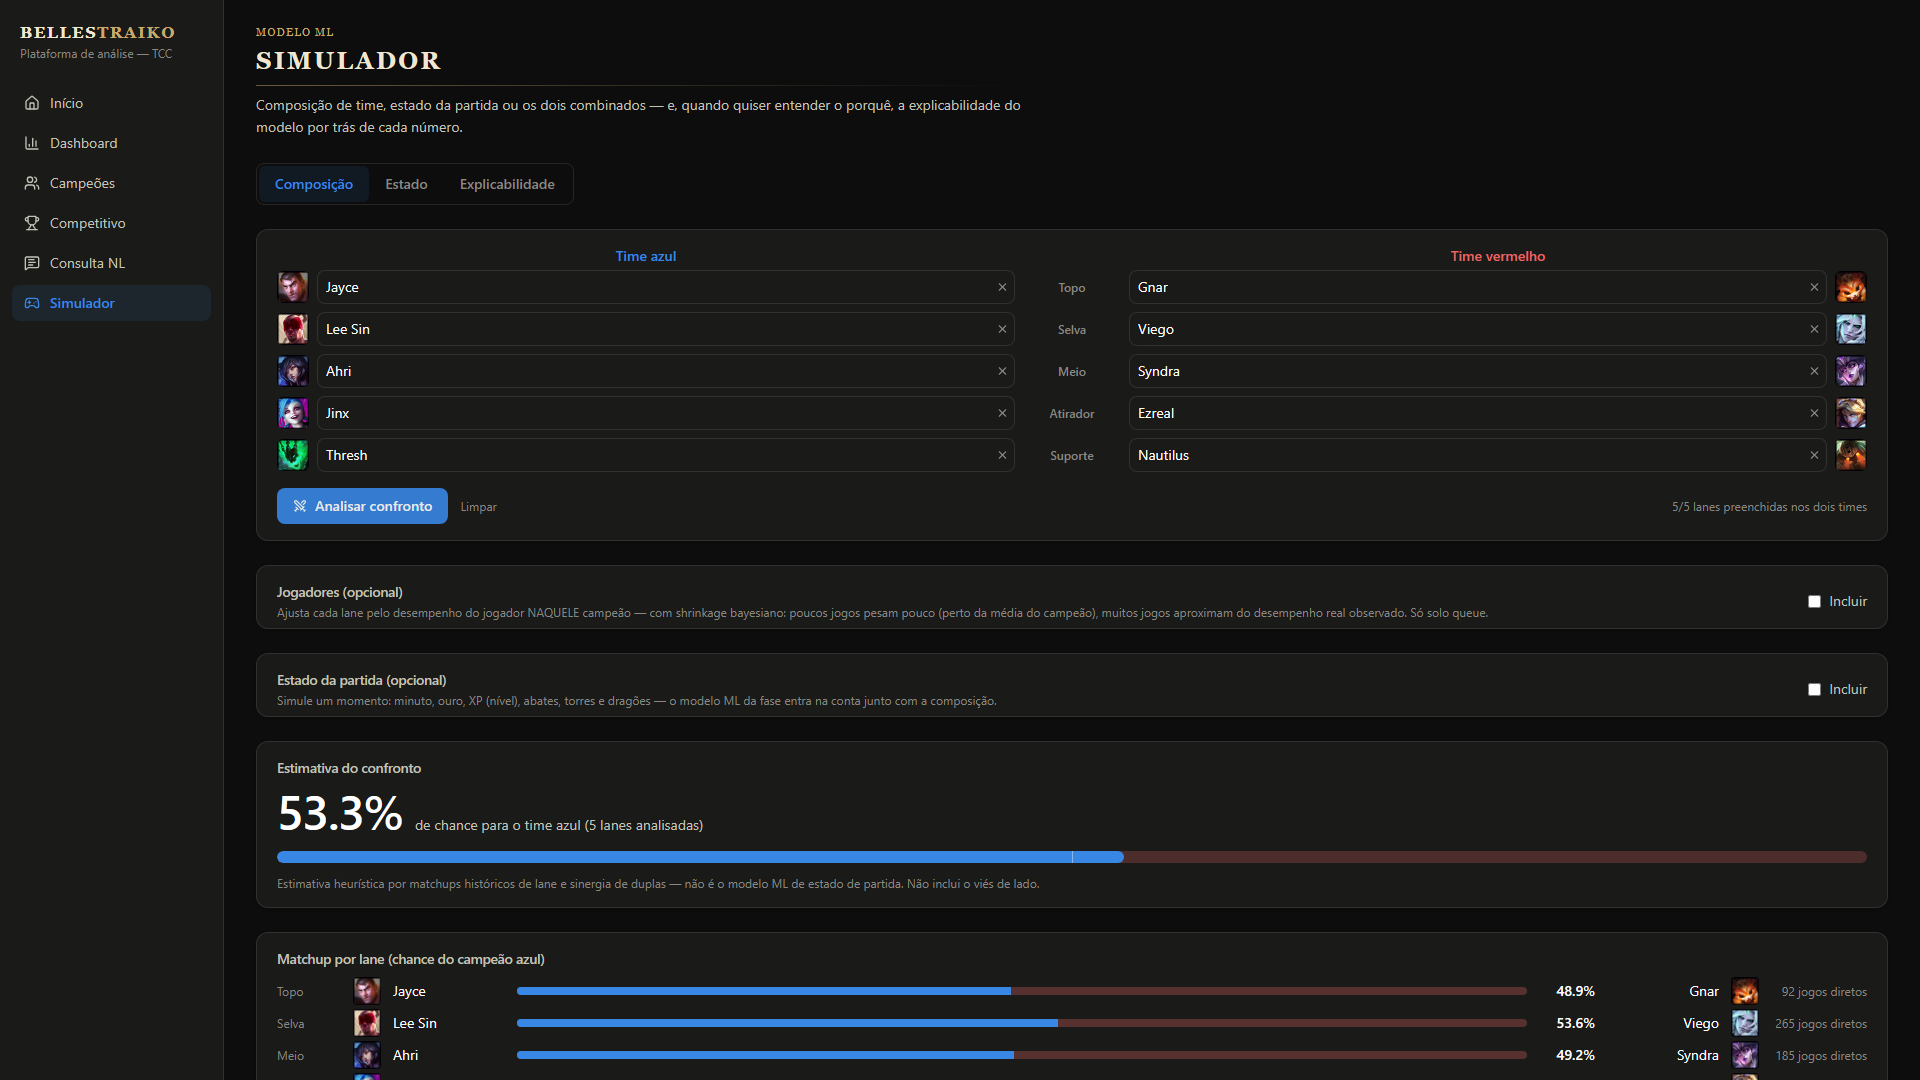 BELLESTRAIKO
Plataforma de análise — TCC
Início
Dashboard
Campeões
Competitivo
Consulta NL
Simulador
MODELO ML
SIMULADOR
Composição de time, estado da partida ou os dois combinados — e, quando quiser entender o porquê, a explicabilidade do
modelo por trás de cada número.
Composição Estado Explicabilidade
Time azul Time vermelho
Jayce × Topo Gnar ×
Lee Sin × Selva Viego ×
Ahri × Meio Syndra ×
Jinx × Atirador Ezreal ×
Thresh × Suporte Nautilus ×
Analisar confronto Limpar 5/5 lanes preenchidas nos dois times
Jogadores (opcional)
Ajusta cada lane pelo desempenho do jogador NAQUELE campeão — com shrinkage bayesiano: poucos jogos pesam pouco (perto da média do campeão), muitos jogos aproximam do desempenho real observado. Só solo queue.
Incluir
Estado da partida (opcional)
Simule um momento: minuto, ouro, XP (nível), abates, torres e dragões — o modelo ML da fase entra na conta junto com a composição.
Incluir
Estimativa do confronto
53.3% de chance para o time azul (5 lanes analisadas)
Estimativa heurística por matchups históricos de lane e sinergia de duplas — não é o modelo ML de estado de partida. Não inclui o viés de lado.
Matchup por lane (chance do campeão azul)
Topo Jayce 48.9% Gnar 92 jogos diretos
Selva Lee Sin 53.6% Viego 265 jogos diretos
Meio Ahri 49.2% Syndra 185 jogos diretos